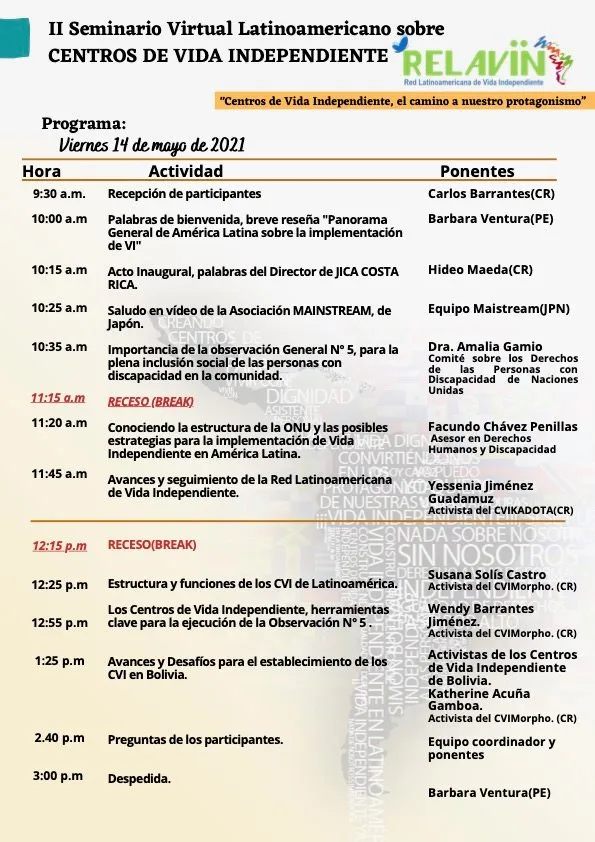 II Seminario Virtual Latinoamericano sobre
CENTROS DE VIDA INDEPENDIENTE
RELAVIIN
Red Latinoamericana de Vida Independiente
"Centros de Vida Independiente, el camino a nuestro protagonismo"
Programa:
Viernes 14 de mayo de 2021
Hora Actividad Ponentes
9:30 a.m. Recepción de participantes Carlos Barrantes(CR)
10:00 a.m Palabras de bienvenida, breve reseña "Panorama Barbara Ventura(PE)
General de América Latina sobre la implementación
de VI"
10:15 a.m Acto Inaugural, palabras del Director de JICA COSTA Hideo Maeda(CR)
RICA.
10:25 a.m Saludo en vídeo de la Asociación MAINSTREAM, de Equipo Maistream(JPN)
Japón.
10:35 a.m Importancia de la observación General N° 5, para la Dra. Amalia Gamio
plena inclusión social de las personas con Comité sobre los Derechos
discapacidad en la comunidad. de las Personas con
Discapacidad de Naciones
Unidas
11:15 a.m RECESO (BREAK)
11:20 a.m Conociendo la estructura de la ONU y las posibles Facundo Chávez Penillas
estrategias para la implementación de Vida Asesor en Derechos
Independiente en América Latina. Humanos y Discapacidad
11:45 a.m Avances y seguimiento de la Red Latinoamericana Yessenia Jiménez
de Vida Independiente. Guadamuz
Activista del CVIKADOTA(CR)
12:15 p.m RECESO(BREAK)
12:25 p.m Estructura y funciones de los CVI de Latinoamérica. Susana Solís Castro
Activista del CVIMorpho. (CR)
12:55 p.m Los Centros de Vida Independiente, herramientas Wendy Barrantes
clave para la ejecución de la Observación N° 5 . Jiménez.
Activista del CVIMorpho. (CR)
1:25 p.m Avances y Desafíos para el establecimiento de los Activistas de los Centros
CVI en Bolivia. de Vida Independiente
de Bolivia.
Katherine Acuña
Gamboa.
Activista del CVIMorpho. (CR)
2.40 p.m Preguntas de los participantes. Equipo coordinador y
ponentes
3:00 p.m Despedida. Barbara Ventura(PE)
CREANDO
CENTROS DE
DIGNIDAD
ASISTENTE
CONVIRTIÉNDONOS
NADA SOBRE NOSOTROS
SIN NOSOTROS